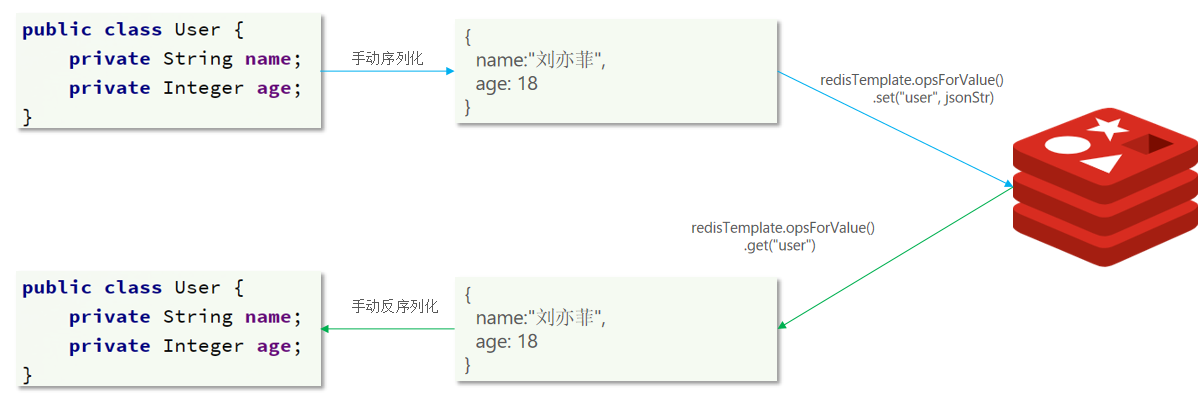 public class User {
private String name;
private Integer age;
}
手动序列化
{
name:"刘亦菲",
age: 18
}
redisTemplate.opsForValue()
.set("user", jsonStr)
redisTemplate.opsForValue()
.get("user")
public class User {
private String name;
private Integer age;
}
手动反序列化
{
name:"刘亦菲",
age: 18
}